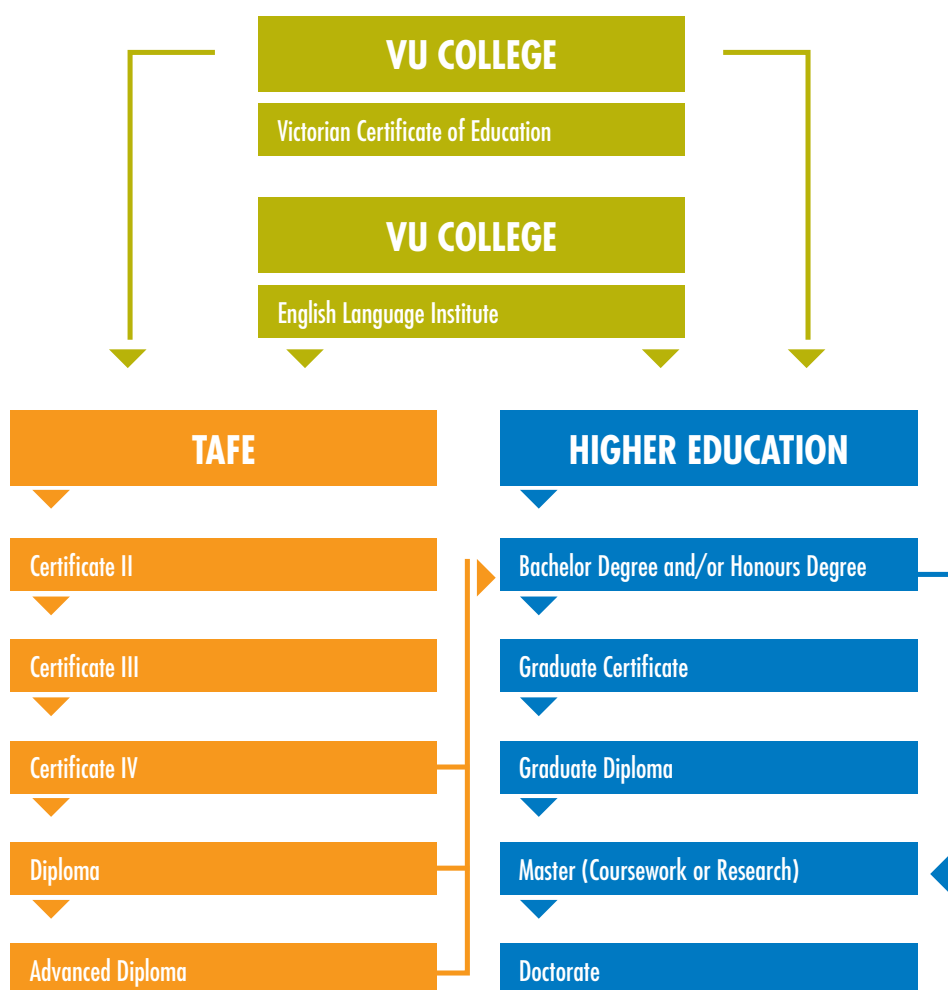 VU COLLEGE
Victorian Certificate of Education
VU COLLEGE
English Language Institute
TAFE
Certificate II
Certificate III
Certificate IV
Diploma
Advanced Diploma
HIGHER EDUCATION
Bachelor Degree and/or Honours Degree
Graduate Certificate
Graduate Diploma
Master (Coursework or Research)
Doctorate